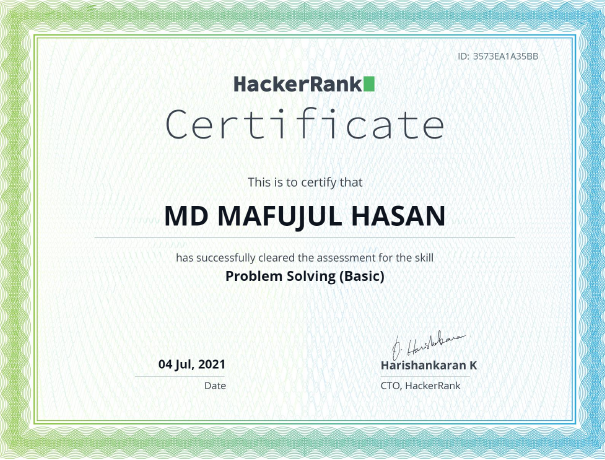 ID: 3573EA1A35BB
HackerRank
Certificate
This is to certify that
MD MAFUJUL HASAN
has successfully cleared the assessment for the skill
Problem Solving (Basic)
04 Jul, 2021
Date
Harishankaran K
CTO, HackerRank